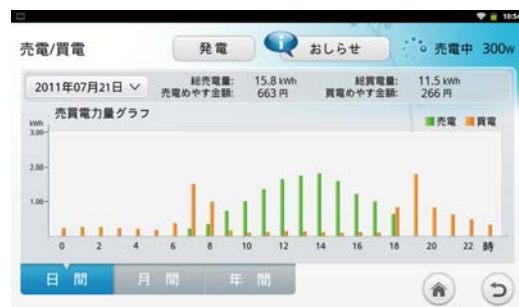 10:54
売電/買電
発電
おしらせ
売電中 300w
2011年07月21日
総売電量: 15.8 kWh
売電めやす金額: 663 円
総買電量: 11.5 kWh
買電めやす金額: 266 円
売買電力量グラフ
売電 買電
kWh
3.00
2.00
1.00
0 2 4 6 8 10 12 14 16 18 20 22 時
日間 月間 年間